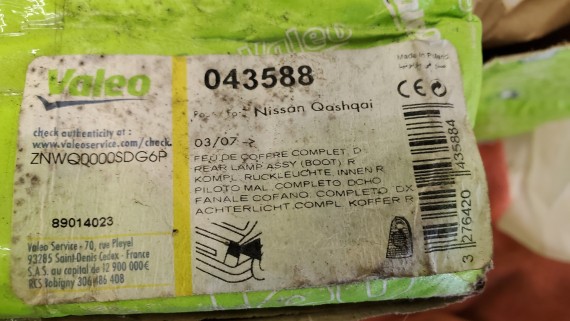 Valeo
Valeo
check authenticity at :
www.valeoservice.com/check
ZNWQ0000SDG6P
89014023
Valeo Service - 70, rue Pleyel
93285 Saint-Denis Cedex - France
S.A.S. au capital de 12 900 000€
RCS Bobigny 306 486 408
043588
Nissan Qashqai
03/07 →
FEU DE COFFRE COMPLET, D
REAR LAMP ASSY (BOOT) R
KOMPL. RUCKLEUCHTE, INNEN R
PILOTO MAL. COMPLETO DCHO
FANALE COFANO, COMPLETO DX
ACHTERLICHT,COMPL. KOFFER R
Made in Poland
CE
3 276420 435884